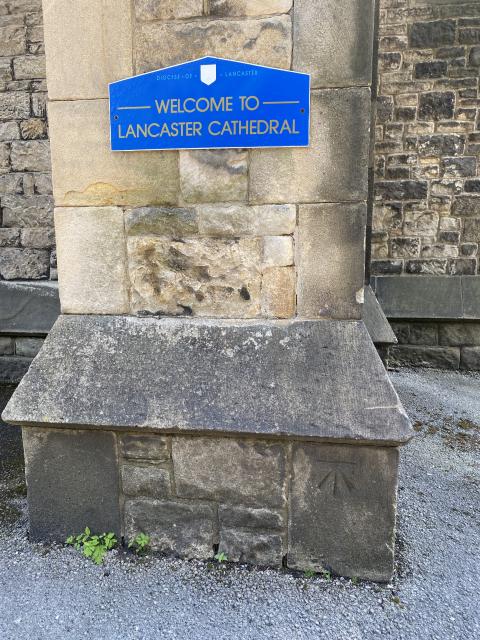 DIOCESE · OF · LANCASTER
WELCOME TO
LANCASTER CATHEDRAL